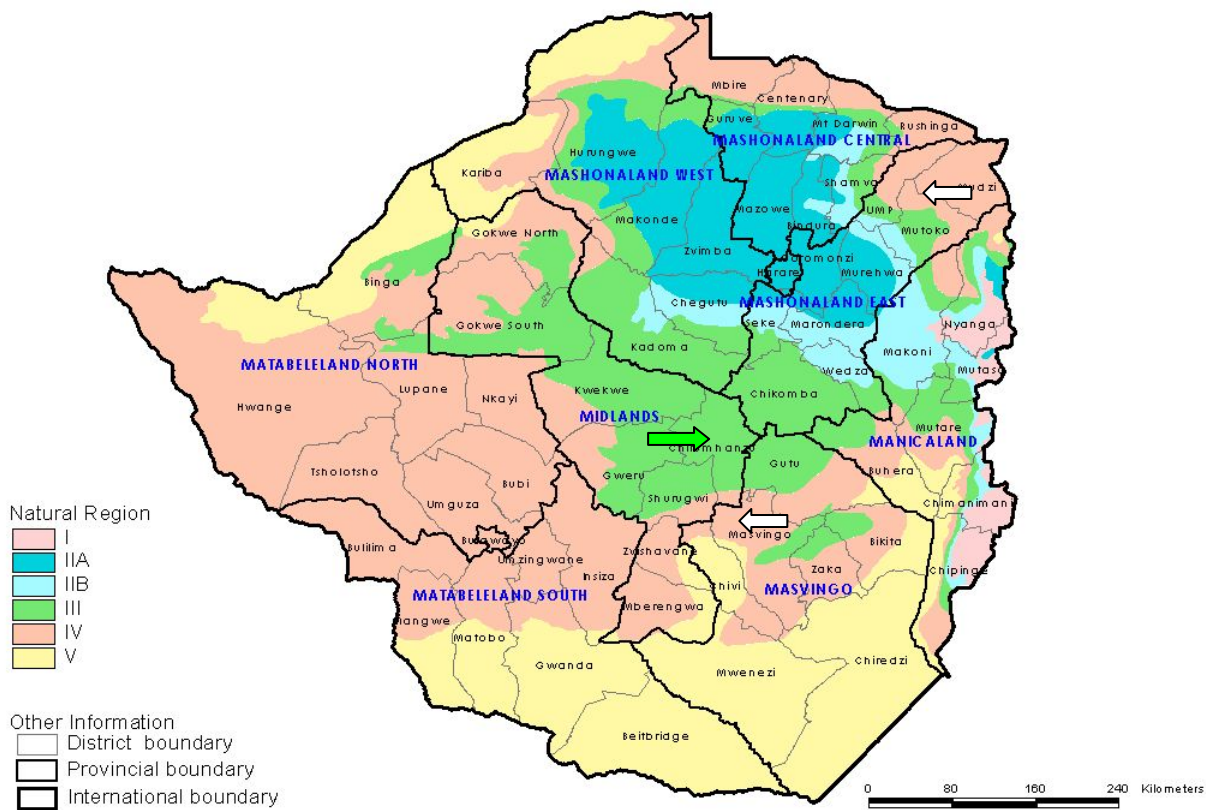 Mbire
Centenary
Guruve
Mt Darwin
Rushinga
MASHONALAND CENTRAL
Hurungwe
MASHONALAND WEST
Kariba
Shamva
Mudzi
UMP
Mazowe
Makonde
Bindura
Mutoko
Gokwe North
Zvimba
Goromonzi
Harare
Murehwa
Binga
Chegutu
MASHONALAND EAST
Seke
Marondera
Nyanga
Gokwe South
Kadoma
Makoni
MATABELELAND NORTH
Wedza
Mutasa
Lupane
Kwekwe
Nkayi
Chikomba
Hwange
MIDLANDS
Mutare
MANICALAND
Gutu
Buhera
Tsholotsho
Gweru
Bubi
Shurugwi
Umguza
Chimanimani
Natural Region
I
IIA
IIB
III
IV
V
Bulilima
Bulawayo
Umzingwane
Zvishavane
Masvingo
Bikita
Insiza
Zaka
Chipinge
Chivi
MASVINGO
MATABELELAND SOUTH
Mberengwa
Matobo
Gwanda
Mwenezi
Chiredzi
Beitbridge
Other Information
District boundary
Provincial boundary
International boundary
0 80 160 240 Kilometers